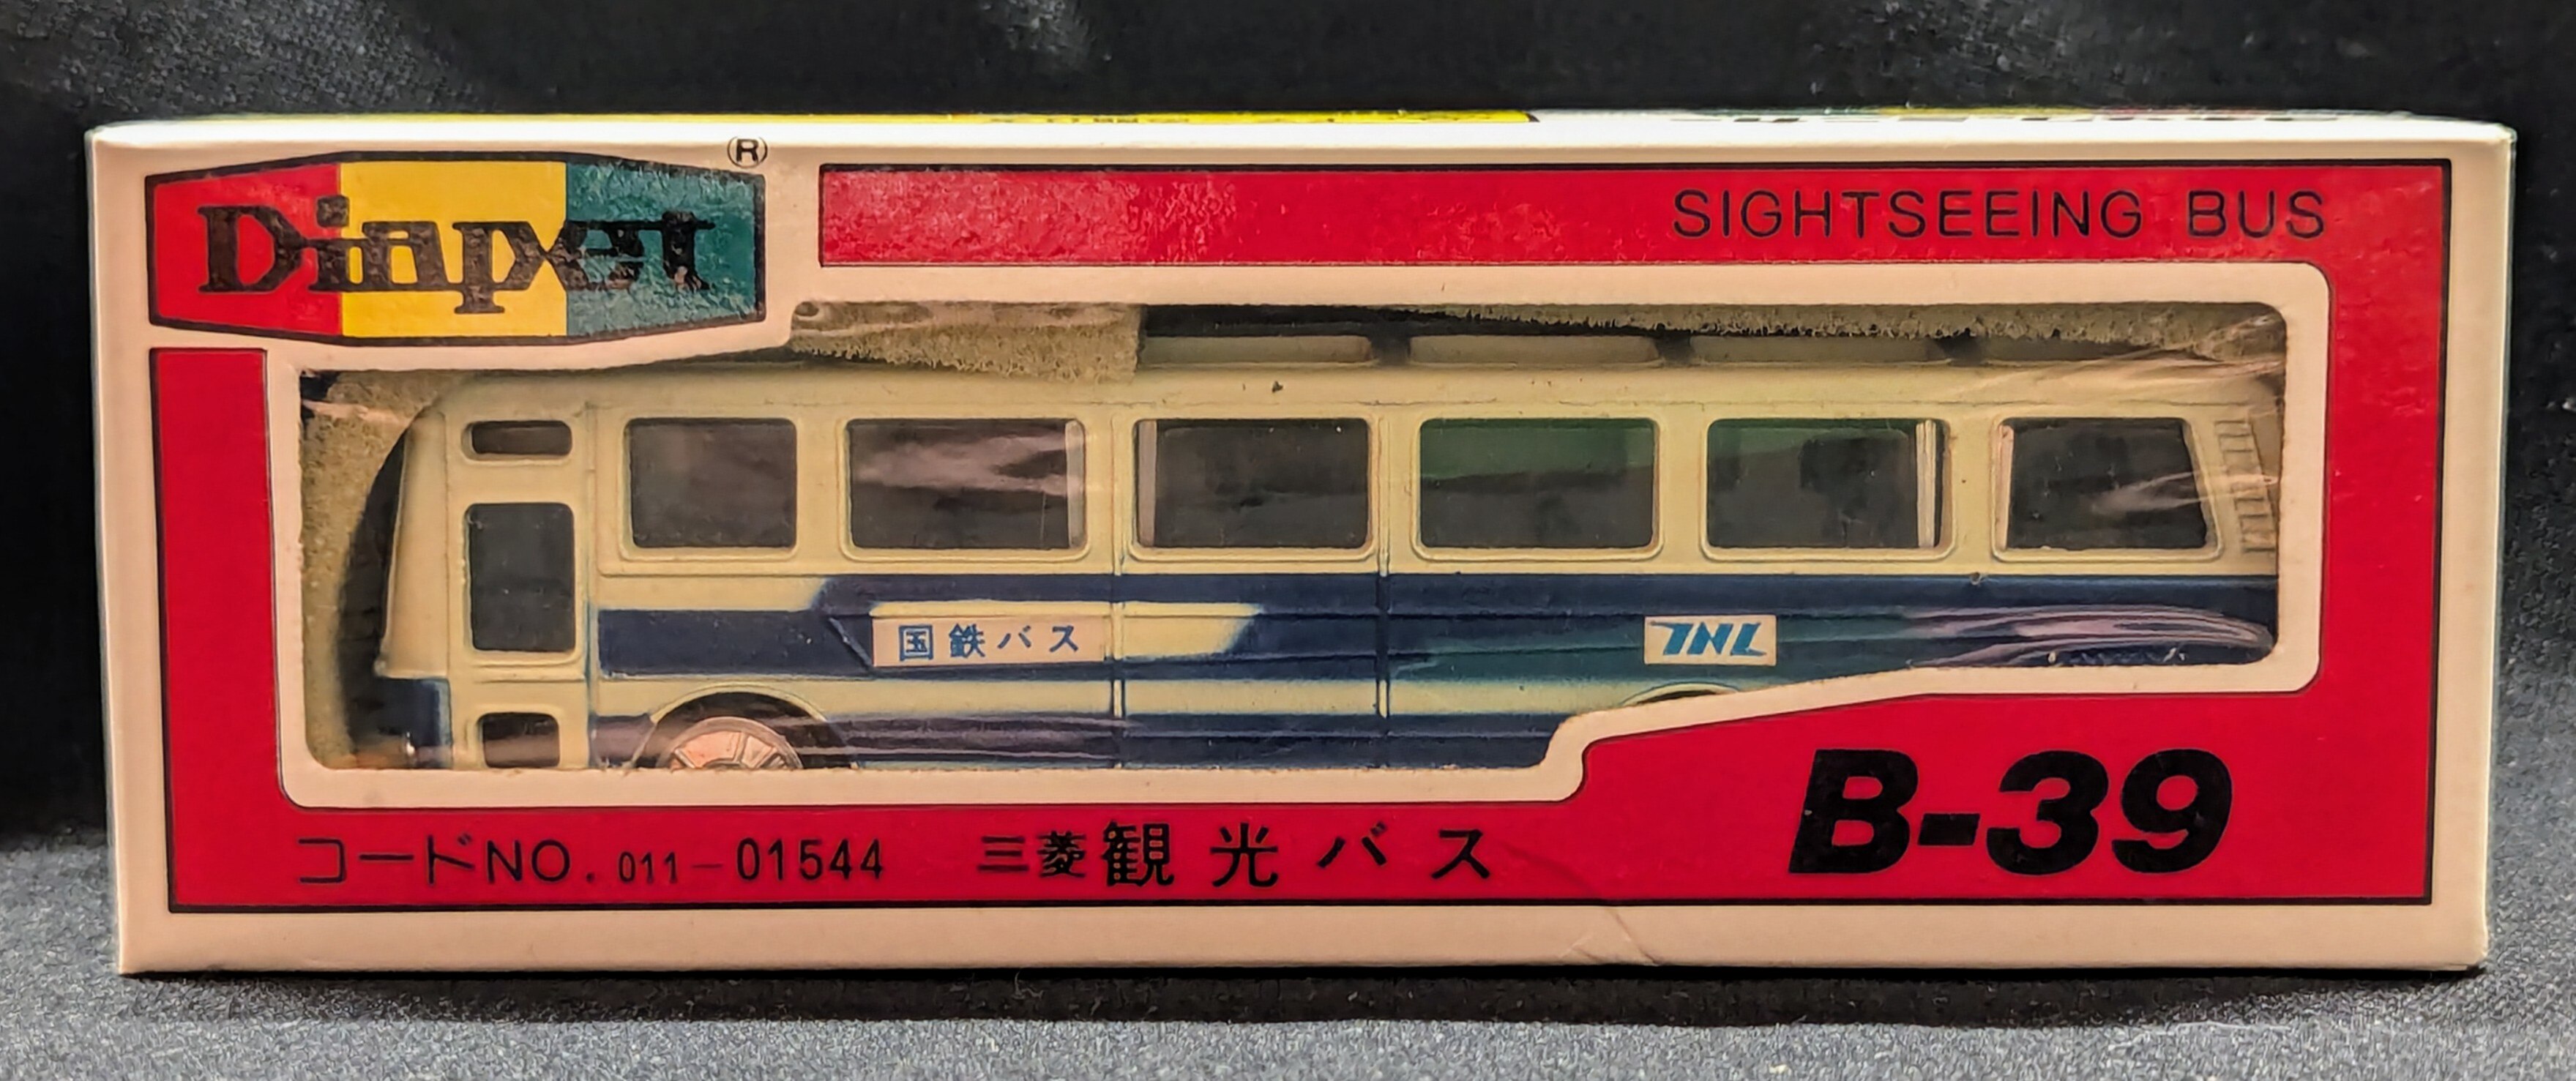 Diapet
®
SIGHTSEEING BUS
国鉄バス
JNL
B-39
コードNO. 011-01544 三菱観光バス